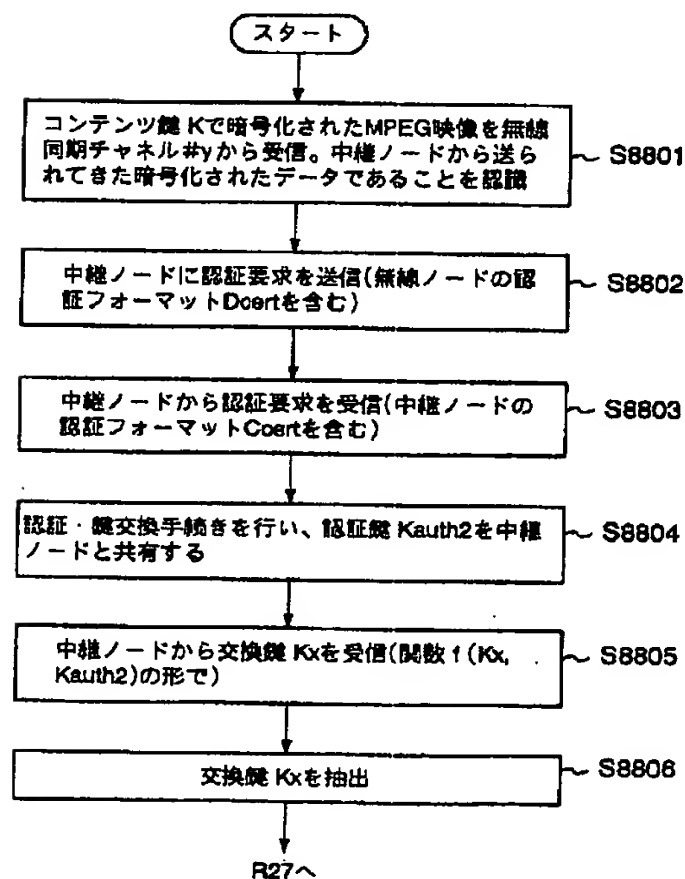 スタート
コンテンツ鍵 Kで暗号化されたMPEG映像を無線
同期チャネル#yから受信。中継ノードから送ら
れてきた暗号化されたデータであることを認識
S8801
中継ノードに認証要求を送信(無線ノードの認
証フォーマットDcertを含む)
S8802
中継ノードから認証要求を受信(中継ノードの
認証フォーマットCcertを含む)
S8803
認証・鍵交換手続きを行い、認証鍵 Kauth2を中継
ノードと共有する
S8804
中継ノードから交換鍵 Kxを受信(関数 f (Kx,
Kauth2)の形で)
S8805
交換鍵 Kxを抽出
S8806
R27へ